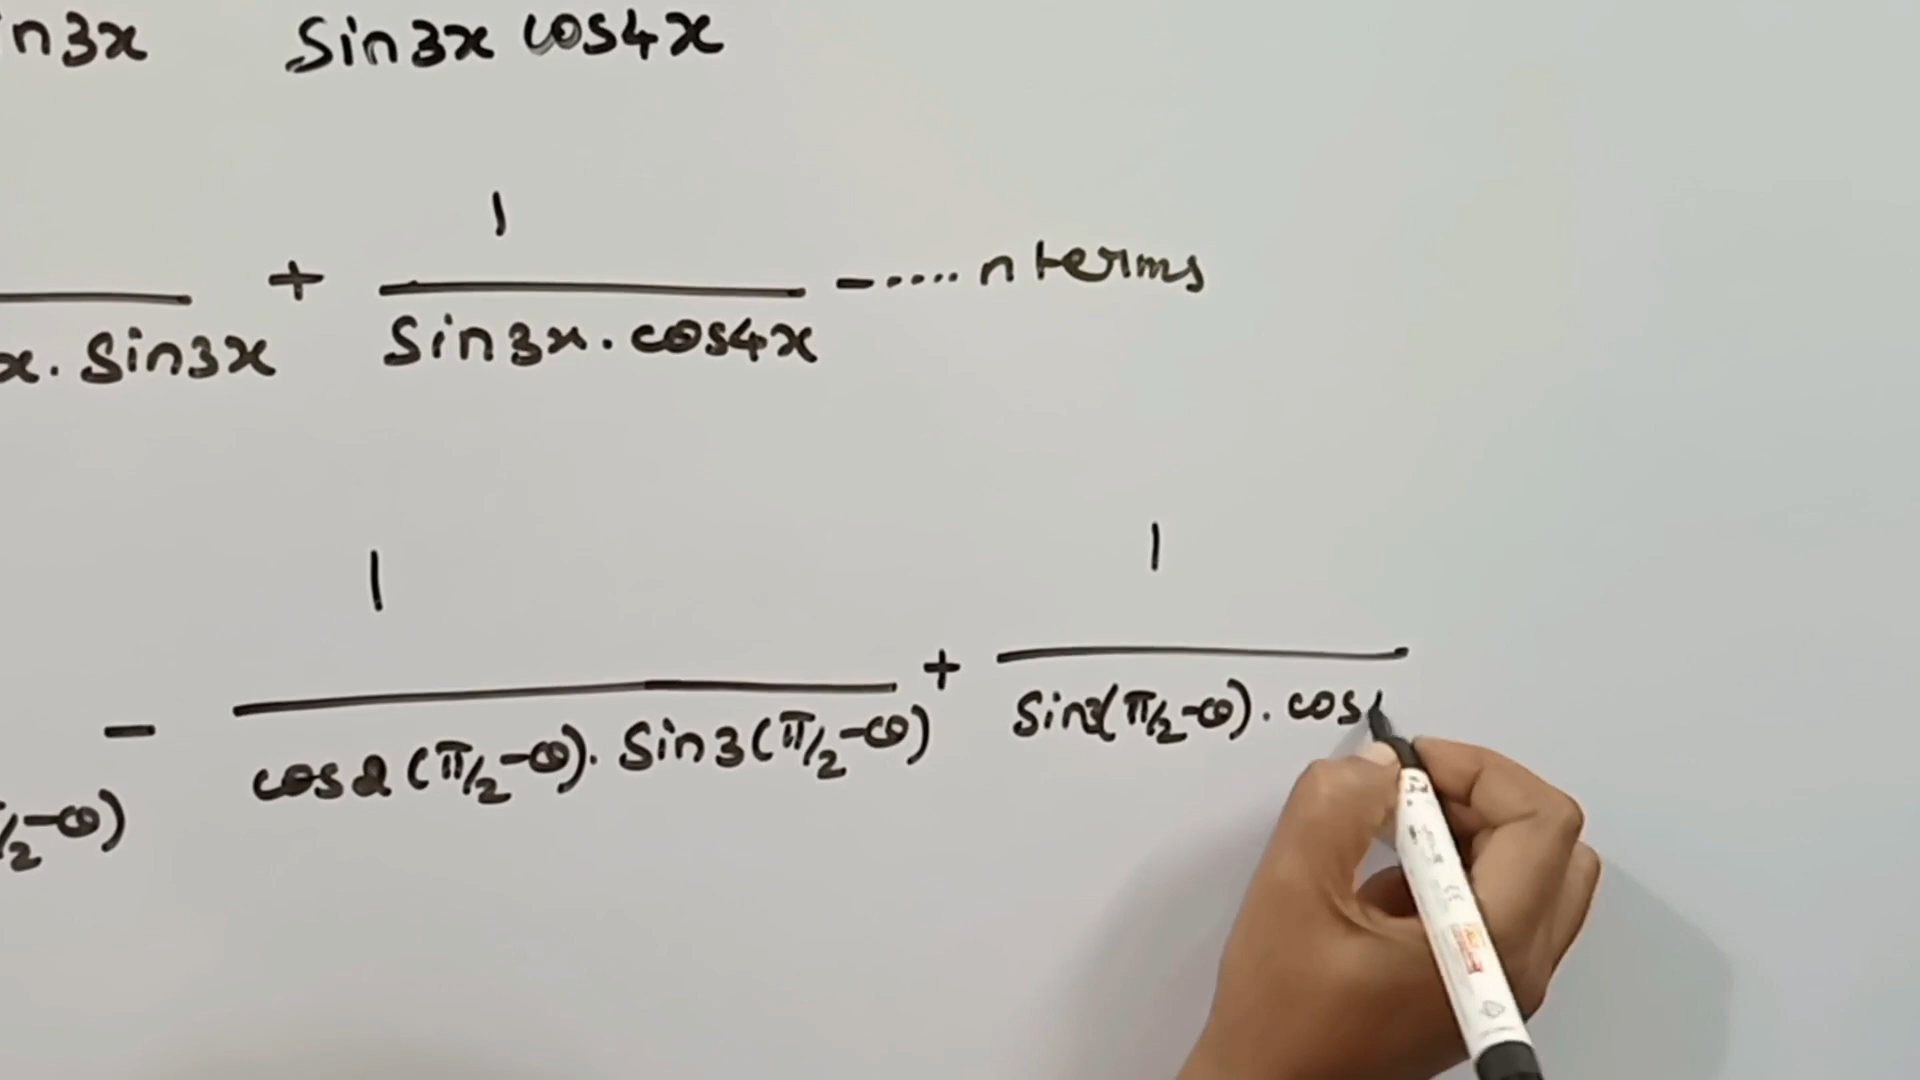 n3x sin3x cos4x
1
+ ——— -..... n terms
x. sin3x sin3x. cos4x
1 1
- ——— + ———
/2-θ) cos2(π/2-θ). sin3(π/2-θ) sin3(π/2-θ). cos